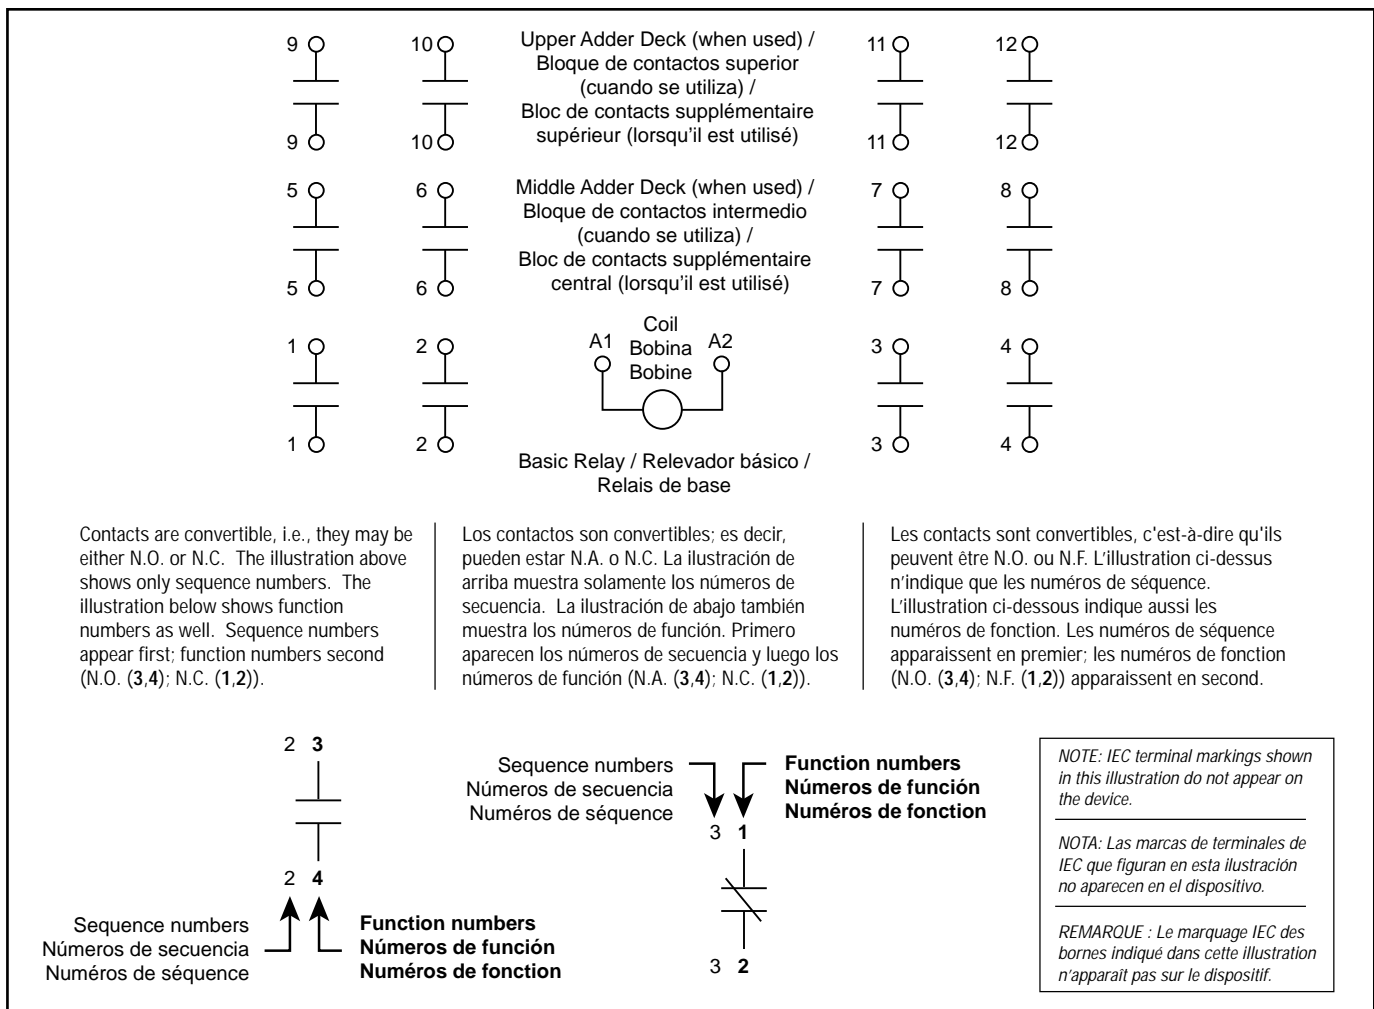 9 10 Upper Adder Deck (when used) / 11 12
Bloque de contactos superior
(cuando se utiliza) /
Bloc de contacts supplémentaire
9 10 supérieur (lorsqu'il est utilisé) 11 12
5 6 Middle Adder Deck (when used) / 7 8
Bloque de contactos intermedio
(cuando se utiliza) /
Bloc de contacts supplémentaire
5 6 central (lorsqu'il est utilisé) 7 8
Coil
1 2 A1 Bobina A2 3 4
Bobine
1 2 3 4
Basic Relay / Relevador básico /
Relais de base
Contacts are convertible, i.e., they may be
either N.O. or N.C. The illustration above
shows only sequence numbers. The
illustration below shows function
numbers as well. Sequence numbers
appear first; function numbers second
(N.O. (3,4); N.C. (1,2)).
Los contactos son convertibles; es decir,
pueden estar N.A. o N.C. La ilustración de
arriba muestra solamente los números de
secuencia. La ilustración de abajo también
muestra los números de función. Primero
aparecen los números de secuencia y luego los
números de función (N.A. (3,4); N.C. (1,2)).
Les contacts sont convertibles, c'est-à-dire qu'ils
peuvent être N.O. ou N.F. L'illustration ci-dessus
n'indique que les numéros de séquence.
L'illustration ci-dessous indique aussi les
numéros de fonction. Les numéros de séquence
apparaissent en premier; les numéros de fonction
(N.O. (3,4); N.F. (1,2)) apparaissent en second.
2 3
2 4
Sequence numbers
Números de secuencia
Numéros de séquence
Function numbers
Números de función
Numéros de fonction
Sequence numbers
Números de secuencia
Numéros de séquence
Function numbers
Números de función
Numéros de fonction
3 1
3 2
NOTE: IEC terminal markings shown
in this illustration do not appear on
the device.
NOTA: Las marcas de terminales de
IEC que figuran en esta ilustración
no aparecen en el dispositivo.
REMARQUE : Le marquage IEC des
bornes indiqué dans cette illustration
n'apparaît pas sur le dispositif.